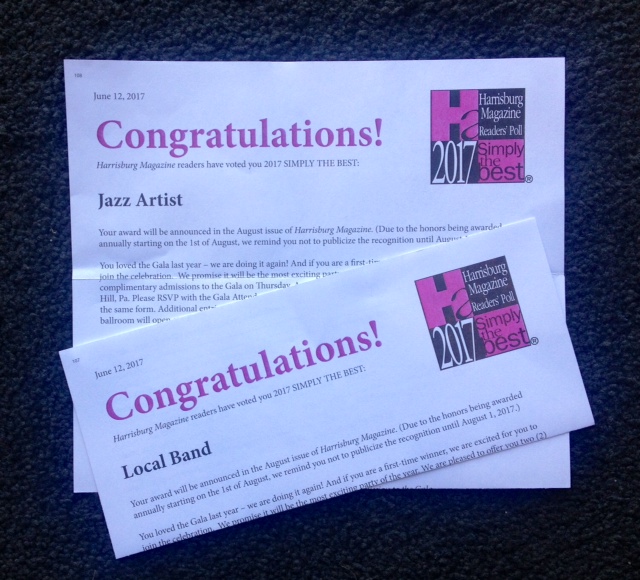 188
June 12, 2017
Congratulations!
Harrisburg Magazine readers have voted you 2017 SIMPLY THE BEST:
Jazz Artist
Your award will be announced in the August issue of Harrisburg Magazine. (Due to the honors being awarded
annually starting on the 1st of August, we remind you not to publicize the recognition until August
You loved the Gala last year – we are doing it again! And if you are a first-tim
join the celebration. We promise it will be the most exciting part
complimentary admissions to the Gala on Thursday,
Hill, Pa. Please RSVP with the Gala Attend
the same form. Additional
ballroom will open
Ha
Harrisburg
Magazine
Readers' Poll
2017
Simply
the
best®
187
June 12, 2017
Congratulations!
Harrisburg Magazine readers have voted you 2017 SIMPLY THE BEST:
Local Band
Your award will be announced in the August issue of Harrisburg Magazine. (Due to the honors being awarded
annually starting on the 1st of August, we remind you not to publicize the recognition until August 1, 2017.)
You loved the Gala last year – we are doing it again! And if you are a first-time winner, we are excited for you to
join the celebration. We promise it will be the most exciting party of the year. We are pleased to offer you two (2)
Ha
Harrisburg
Magazine
Readers' Poll
2017
Simply
the
best®